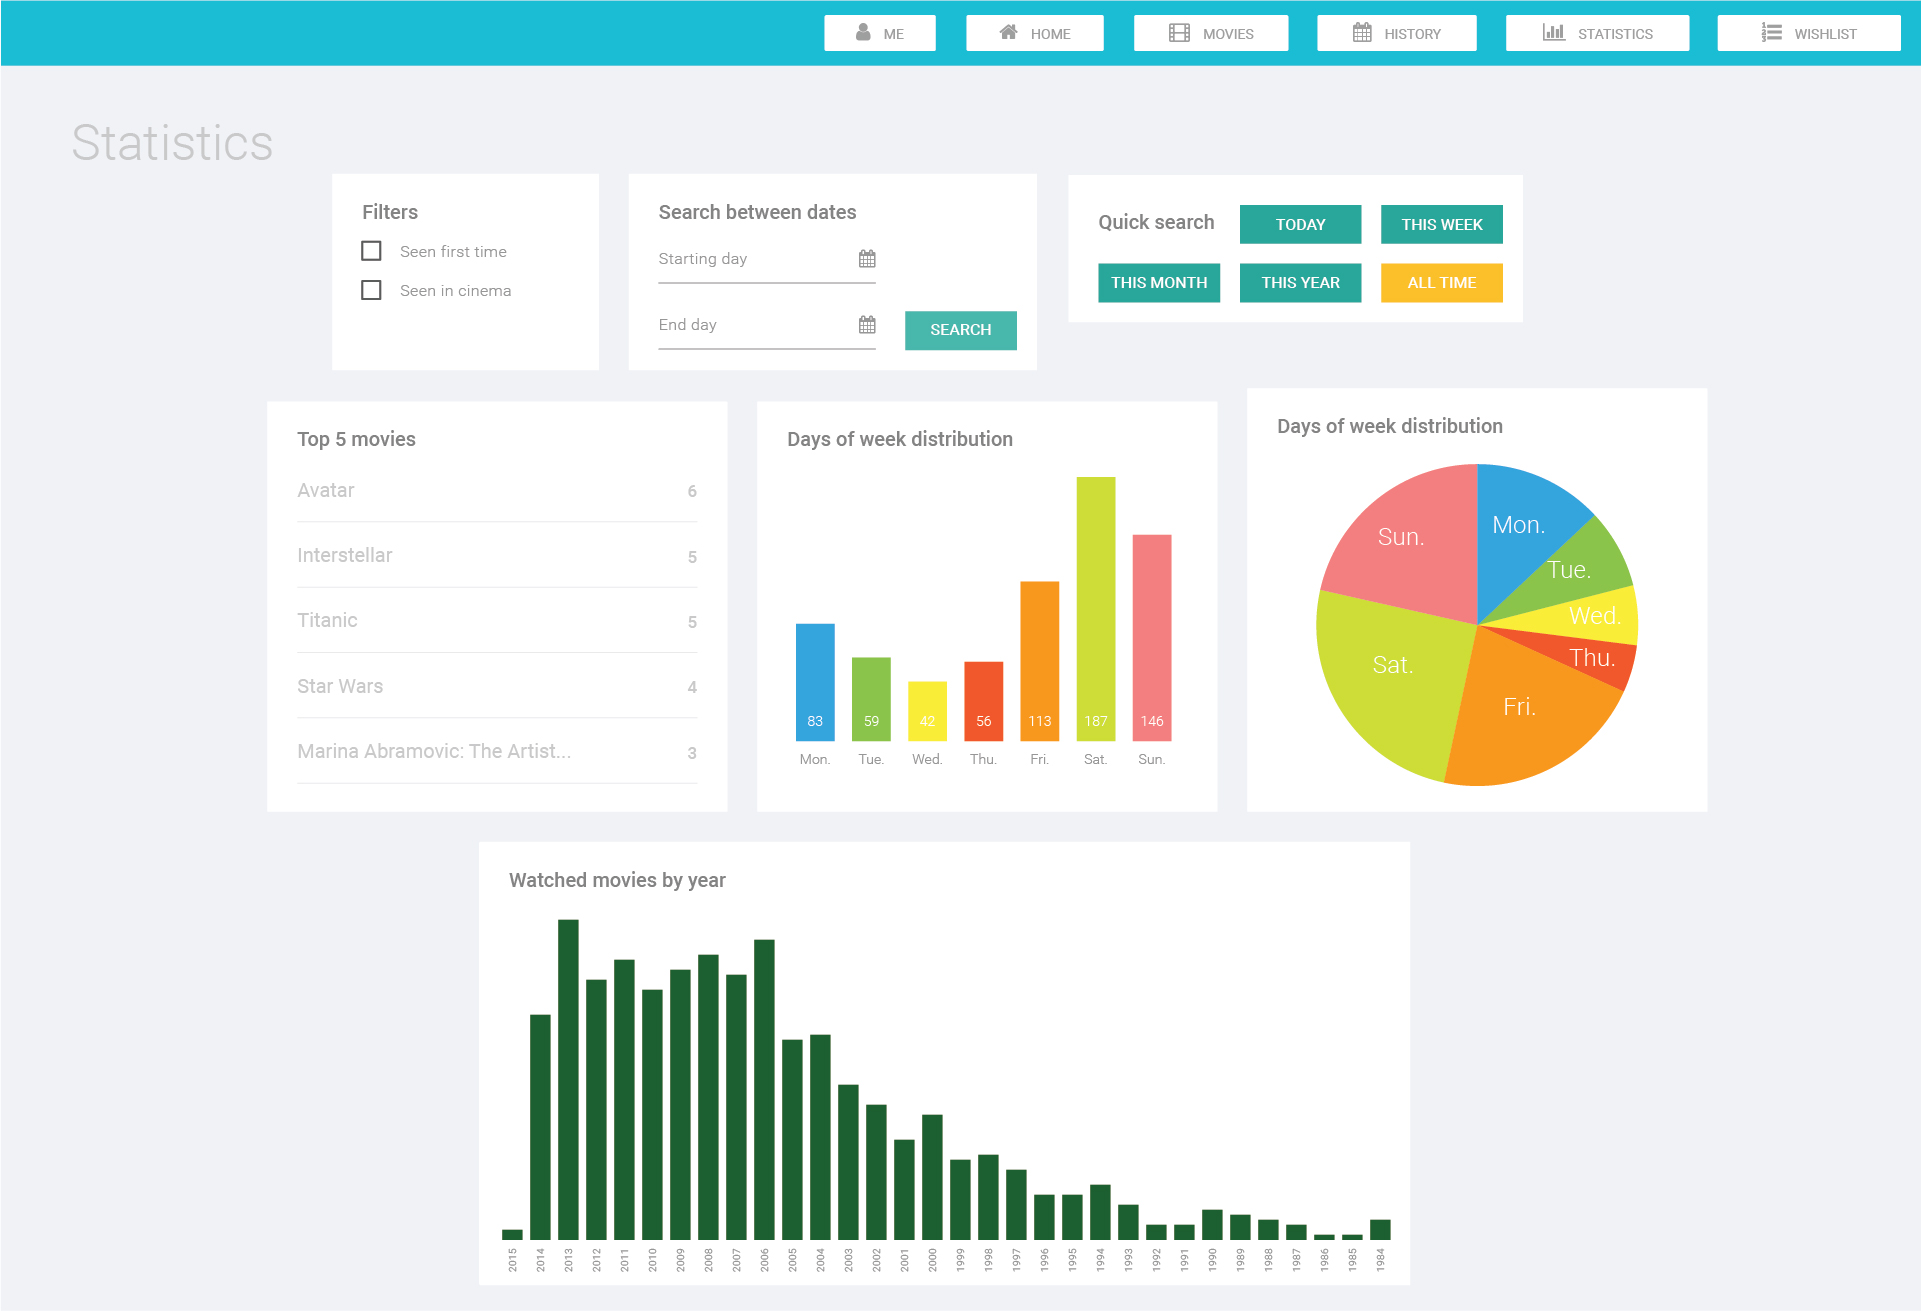 ME
HOME
MOVIES
HISTORY
STATISTICS
WISHLIST
Statistics
Filters
Seen first time
Seen in cinema
Search between dates
Starting day
End day
SEARCH
Quick search
TODAY
THIS WEEK
THIS MONTH
THIS YEAR
ALL TIME
Top 5 movies
Avatar 6
Interstellar 5
Titanic 5
Star Wars 4
Marina Abramovic: The Artist... 3
Days of week distribution
83 59 42 56 113 187 146
Mon. Tue. Wed. Thu. Fri. Sat. Sun.
Days of week distribution
Mon.
Tue.
Wed.
Thu.
Fri.
Sat.
Sun.
Watched movies by year
2015 2014 2013 2012 2011 2010 2009 2008 2007 2006 2005 2004 2003 2002 2001 2000 1999 1998 1997 1996 1995 1994 1993 1992 1991 1990 1989 1988 1987 1986 1985 1984